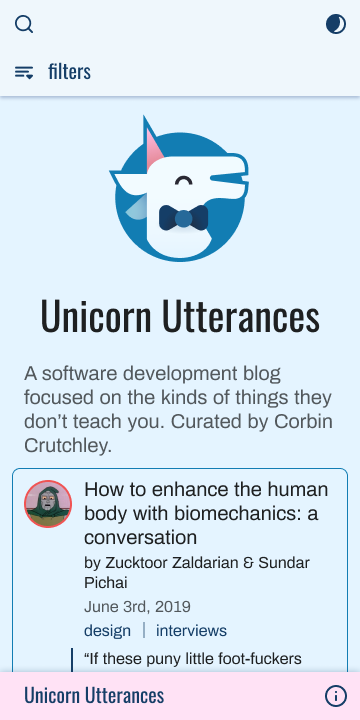 filters
Unicorn Utterances
A software development blog
focused on the kinds of things they
don’t teach you. Curated by Corbin
Crutchley.
How to enhance the human
body with biomechanics: a
conversation
by Zucktoor Zaldarian & Sundar
Pichai
June 3rd, 2019
design | interviews
“If these puny little foot-fuckers
Unicorn Utterances